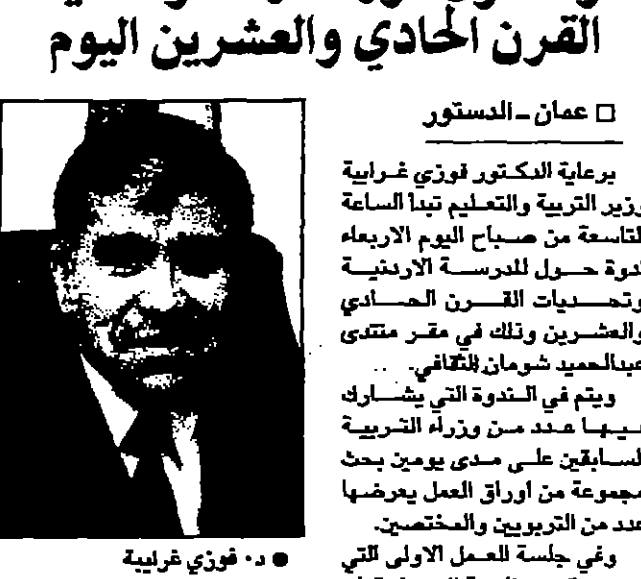 القرن الحادي والعشرين اليوم
□ عمان - الدستور
برعاية الدكتور فوزي غرايبة
وزير التربية والتعليم تبدأ الساعة
التاسعة من صباح اليوم الاربعاء
ندوة حول المدرسة الاردنية
وتحديات القرن الحادي
والعشرين وذلك في مقر منتدى
عبدالحميد شومان الثقافي.
ويتم في الندوة التي يشارك
فيها عدد من وزراء التربية
السابقين على مدى يومين بحث
مجموعة من اوراق العمل يعرضها
عدد من التربويين والمختصين.
وفي جلسة العمل الاولى التي
● د. فوزي غرايبة